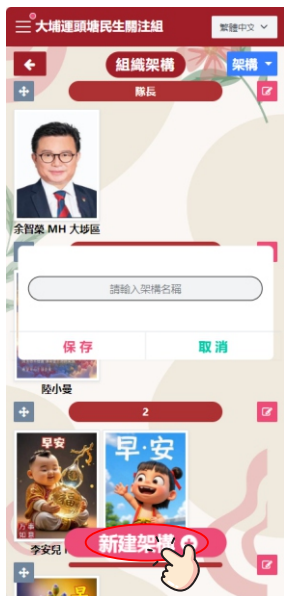 大埔連頭塘民生關注組
繁體中文
組織架構
架構
隊長
余智榮 MH 大埗區
請輸入架構名稱
保存
取消
陸小曼
2
早安
早·安
李安兒
新建架構